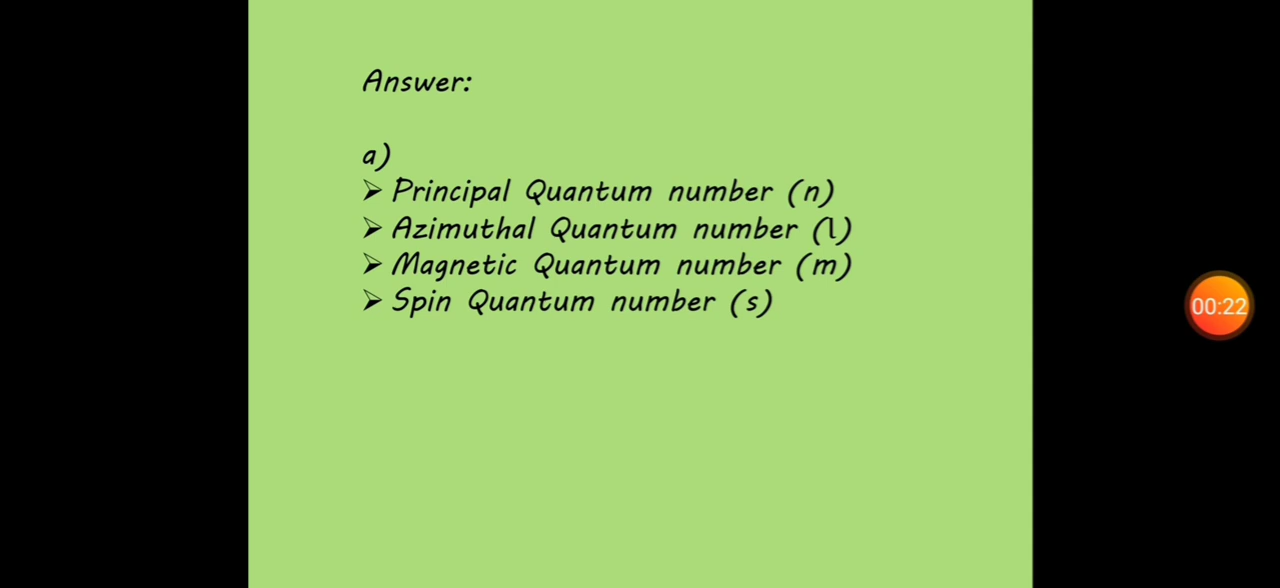 Answer:
a)
➢ Principal Quantum number (n)
➢ Azimuthal Quantum number (l)
➢ Magnetic Quantum number (m)
➢ Spin Quantum number (s)
00:22